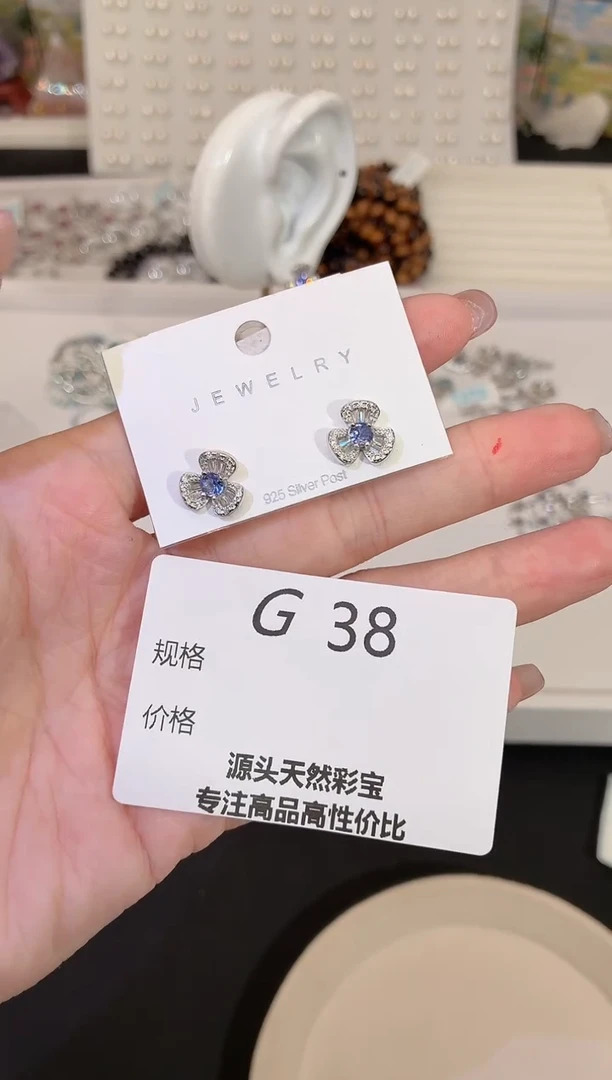 JEWELRY
925 Silver Post
G 38
规格
价格
源头天然彩宝
专注高品高性价比